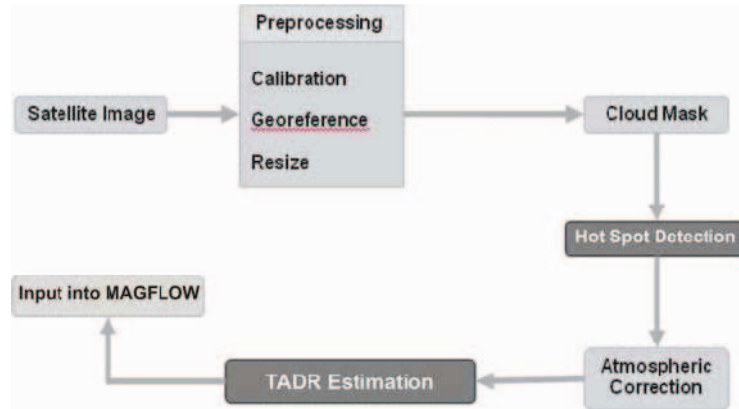 Preprocessing
Calibration
Satellite Image
Georeference
Cloud Mask
Resize
Hot Spot Detection
Input into MAGFLOW
TADR Estimation
Atmospheric
Correction